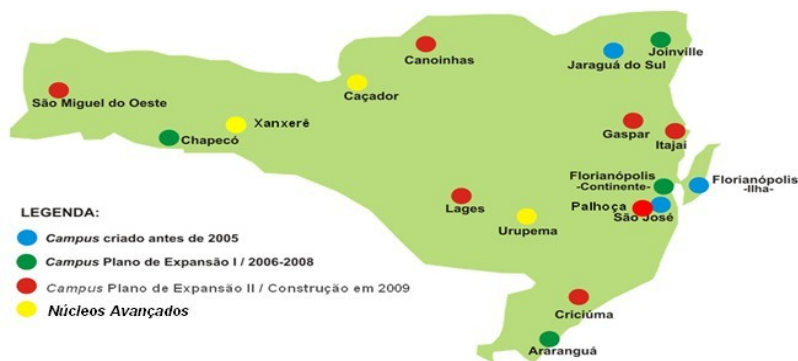 Canoinhas
Joinville
Jaraguá do Sul
São Miguel do Oeste
Caçador
Xanxerê
Chapecó
Gaspar
Itajaí
Florianópolis
-Continente-
Florianópolis
-Ilha-
Lages
Palhoça
São José
Urupema
LEGENDA:
Campus criado antes de 2005
Campus Plano de Expansão I / 2006-2008
Campus Plano de Expansão II / Construção em 2009
Núcleos Avançados
Criciúma
Araranguá